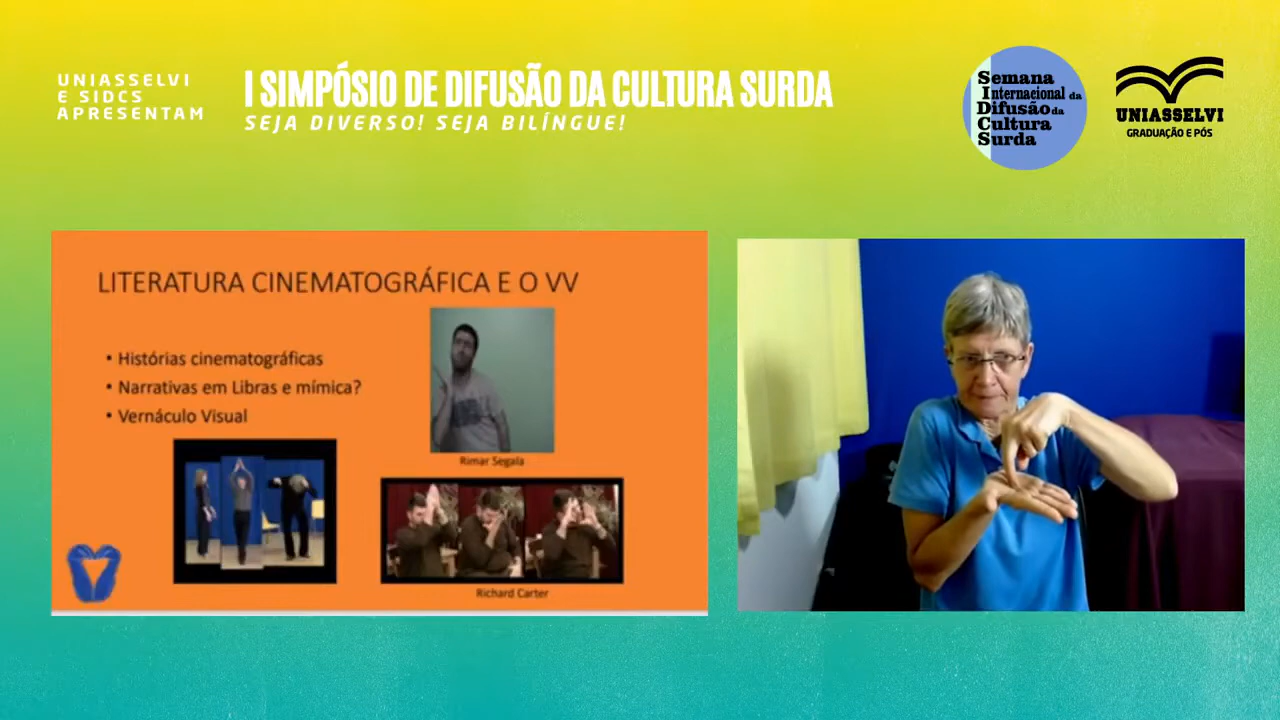 UNIASSELVI
E SIDCS
APRESENTAM
I SIMPÓSIO DE DIFUSÃO DA CULTURA SURDA
SEJA DIVERSO! SEJA BILÍNGUE!
Semana
Internacional da
Difusão da
Cultura
Surda
UNIASSELVI
GRADUAÇÃO E PÓS
LITERATURA CINEMATOGRÁFICA E O VV
• Histórias cinematográficas
• Narrativas em Libras e mímica?
• Vernáculo Visual
Rimar Segala
Richard Carter